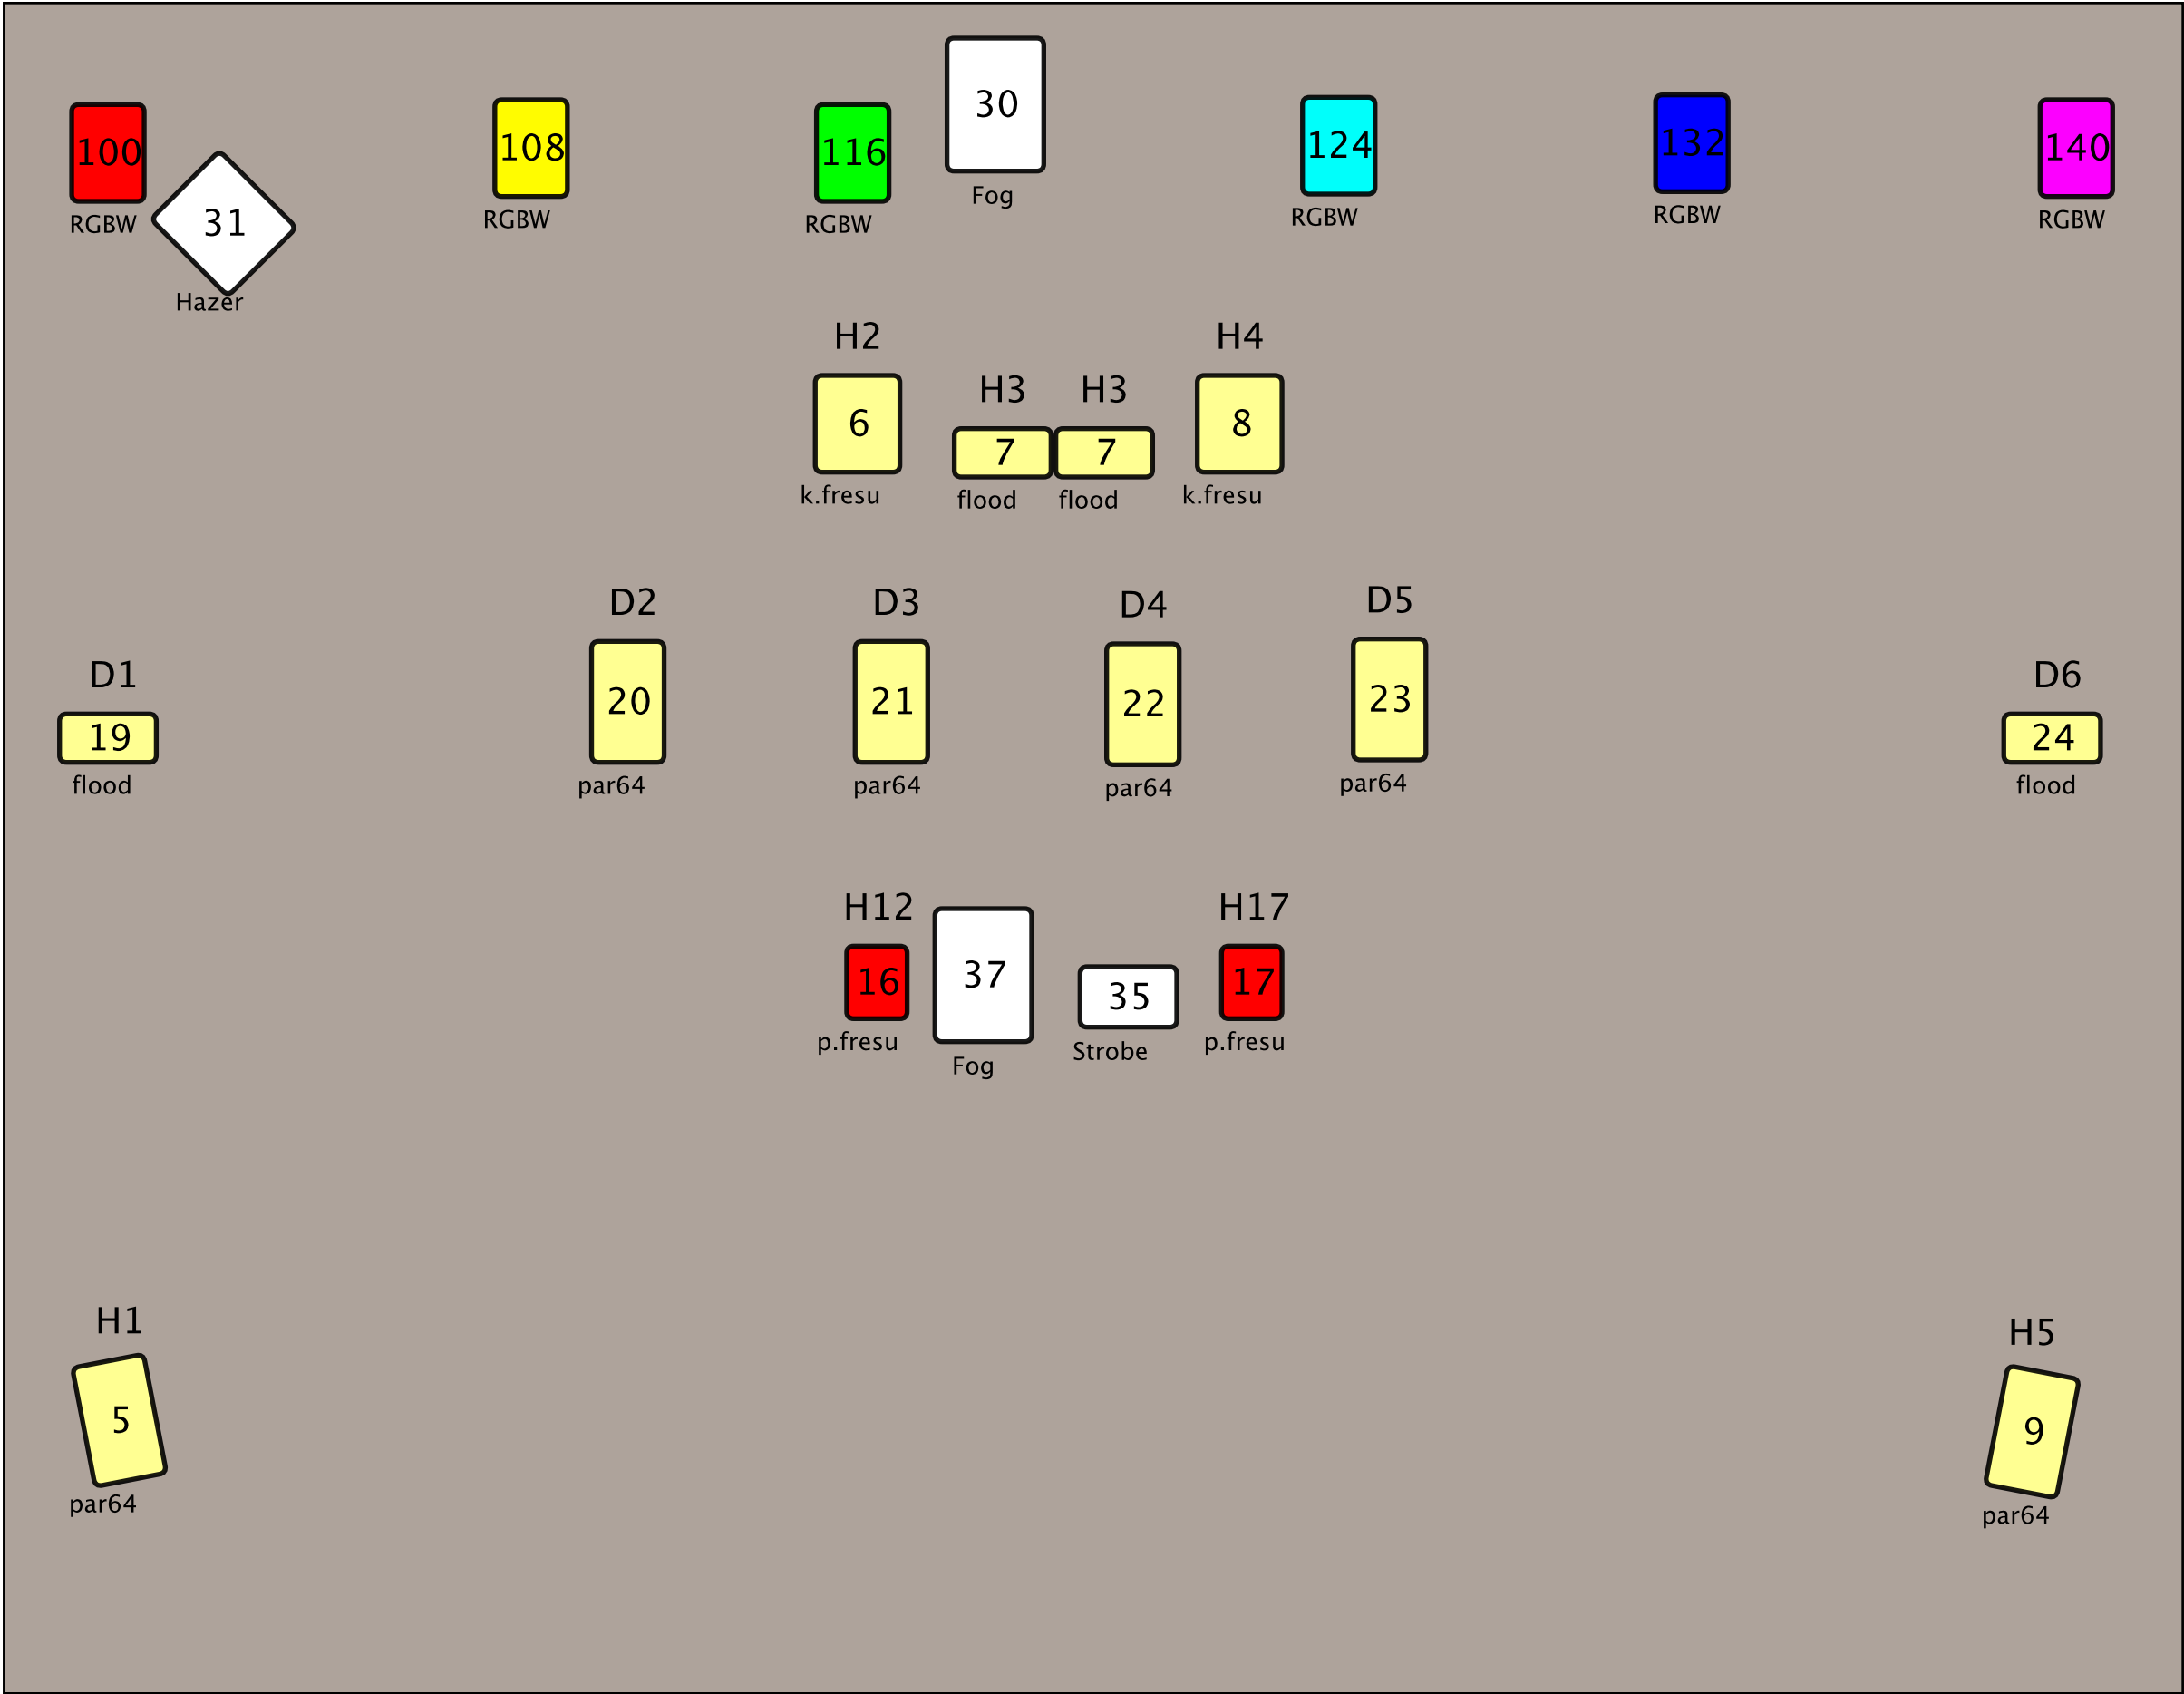 100
RGBW
31
Hazer
108
RGBW
116
RGBW
30
Fog
124
RGBW
132
RGBW
140
RGBW
H2
6
k.fresu
H3
7
flood
H3
7
flood
H4
8
k.fresu
D1
19
flood
D2
20
par64
D3
21
par64
D4
22
par64
D5
23
par64
D6
24
flood
H12
16
p.fresu
37
Fog
35
Strobe
H17
17
p.fresu
H1
5
par64
H5
9
par64